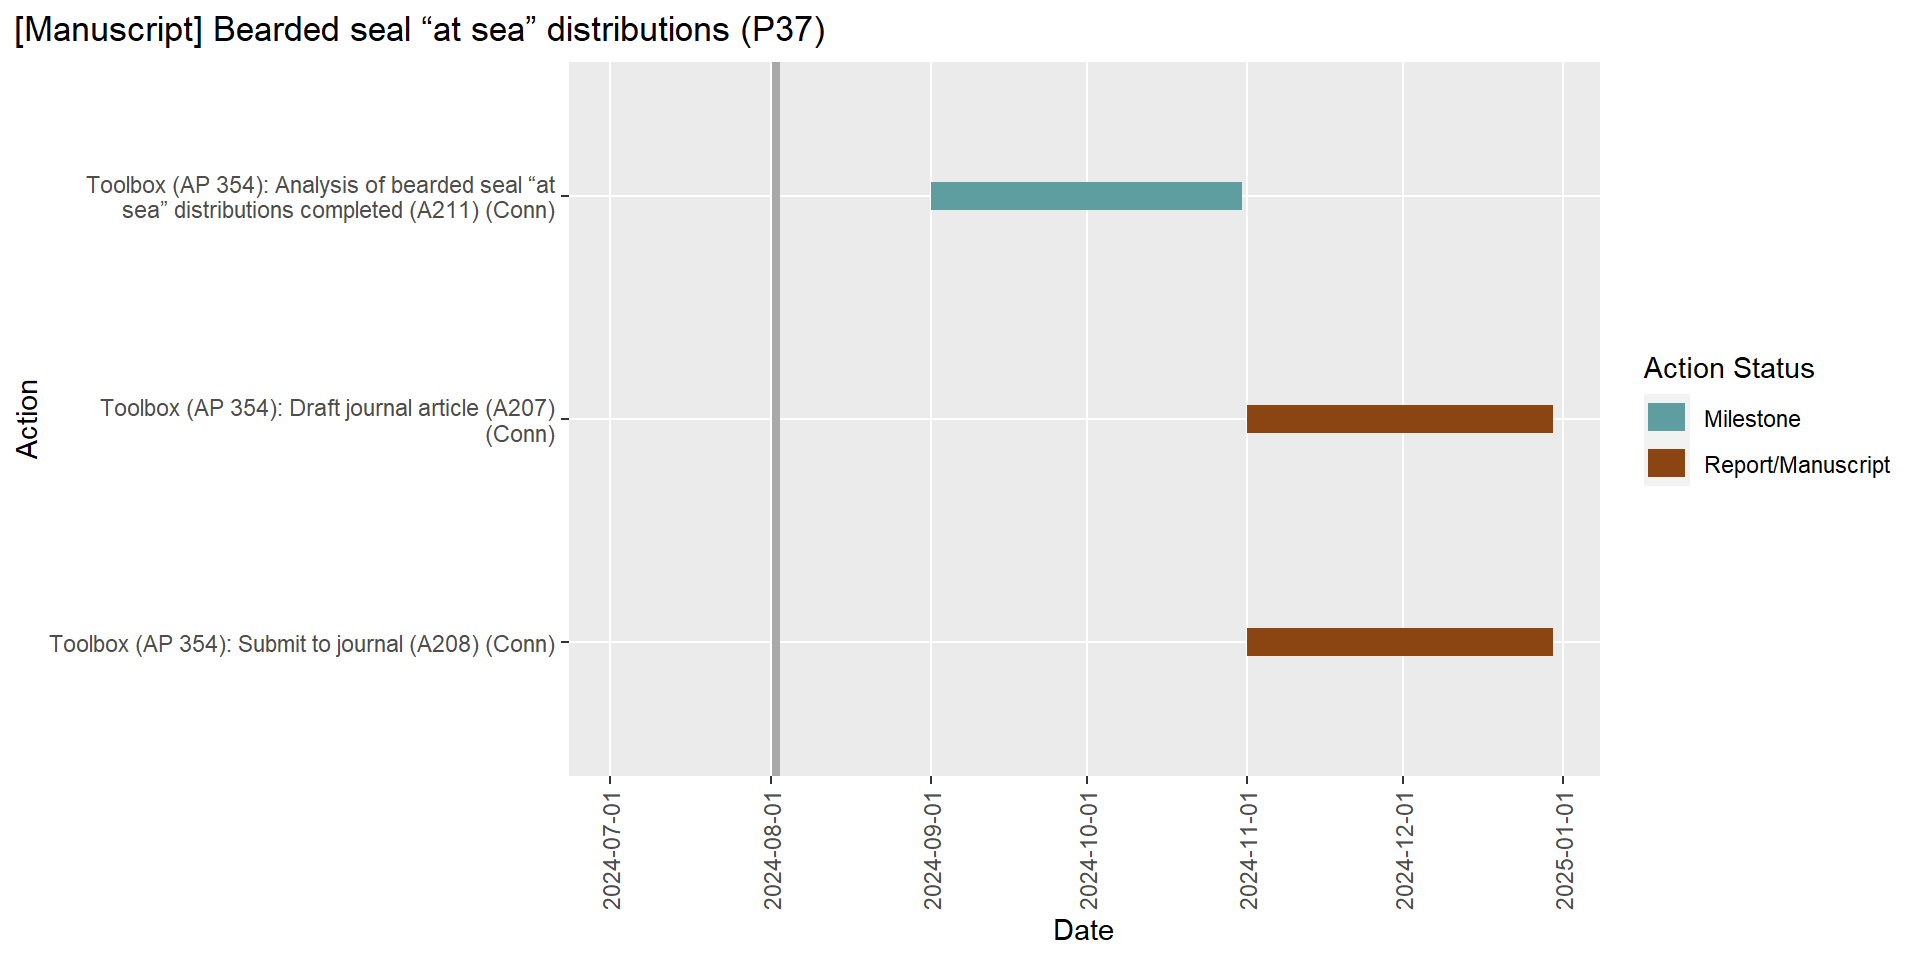 [Manuscript] Bearded seal “at sea” distributions (P37)
Toolbox (AP 354): Analysis of bearded seal “at
sea” distributions completed (A211) (Conn)
Toolbox (AP 354): Draft journal article (A207)
(Conn)
Toolbox (AP 354): Submit to journal (A208) (Conn)
Action
2024-07-01
2024-08-01
2024-09-01
2024-10-01
2024-11-01
2024-12-01
2025-01-01
Date
Action Status
Milestone
Report/Manuscript